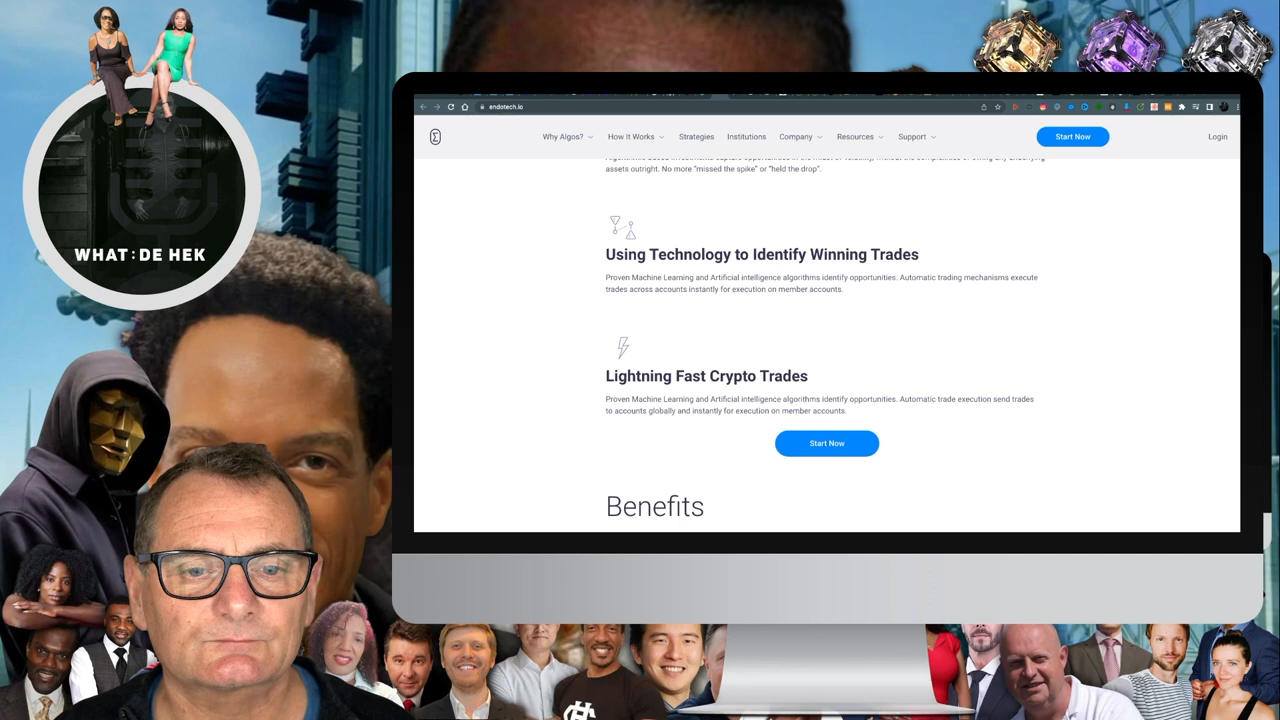 WHAT:DE HEK
endotech.io
Why Algos?
How It Works
Strategies
Institutions
Company
Resources
Support
Start Now
Login
assets outright. No more “missed the spike” or “held the drop”.
Using Technology to Identify Winning Trades
Proven Machine Learning and Artificial intelligence algorithms identify opportunities. Automatic trading mechanisms execute
trades across accounts instantly for execution on member accounts.
Lightning Fast Crypto Trades
Proven Machine Learning and Artificial intelligence algorithms identify opportunities. Automatic trade execution send trades
to accounts globally and instantly for execution on member accounts.
Start Now
Benefits